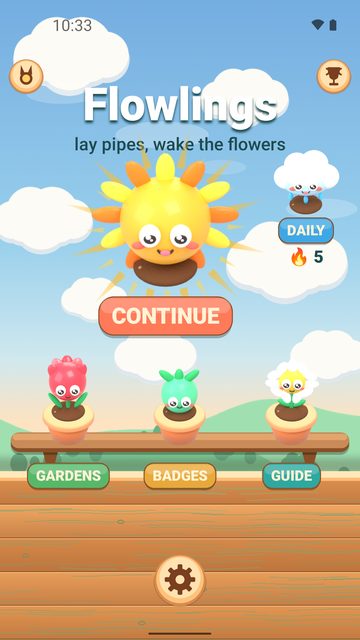 10:33
Flowlings
lay pipes, wake the flowers
DAILY
🔥 5
CONTINUE
GARDENS
BADGES
GUIDE